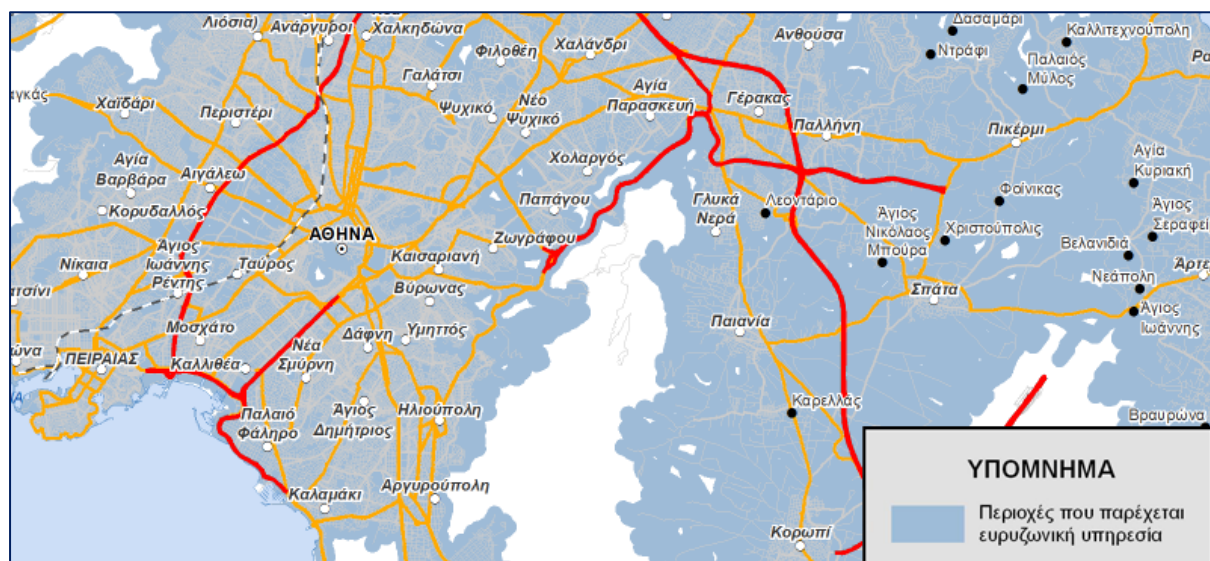 Λιόσια)
Ανάργυροι
Χαλκηδώνα
Φιλοθέη
Χαλάνδρι
Ανθούσα
Δασαμάρι
Ντράφι
Καλλιτεχνούπολη
Παλαιός
Μύλος
Χαϊδάρι
Περιστέρι
Γαλάτσι
Ψυχικό
Νέο
Ψυχικό
Αγία
Παρασκευή
Γέρακας
Παλλήνη
Πικέρμι
Αγία
Βαρβάρα
Αιγάλεω
Χολαργός
Αγία
Κυριακή
Κορυδαλλός
Παπάγου
Γλυκά
Νερά
Λεοντάριο
Φοίνικας
Άγιος
Σεραφεί
ΑΘΗΝΑ
Ζωγράφου
Άγιος
Νικόλαος
Μπούρα
Χριστούπολις
Βελανιδιά
Άγιος
Ιωάννης
Ρέντης
Νίκαια
Ταύρος
Καισαριανή
Βύρωνας
Σπάτα
Νεάπολη
Άρτε
Άγιος
Ιωάννης
Μοσχάτο
Δάφνη
Υμηττός
Παιανία
ΠΕΙΡΑΙΑΣ
Καλλιθέα
Νέα
Σμύρνη
Παλαιό
Φάληρο
Άγιος
Δημήτριος
Ηλιούπολη
Καρελλάς
Βραυρώνα
Καλαμάκι
Αργυρούπολη
Κορωπί
ΥΠΟΜΝΗΜΑ
Περιοχές που παρέχεται
ευρυζωνική υπηρεσία